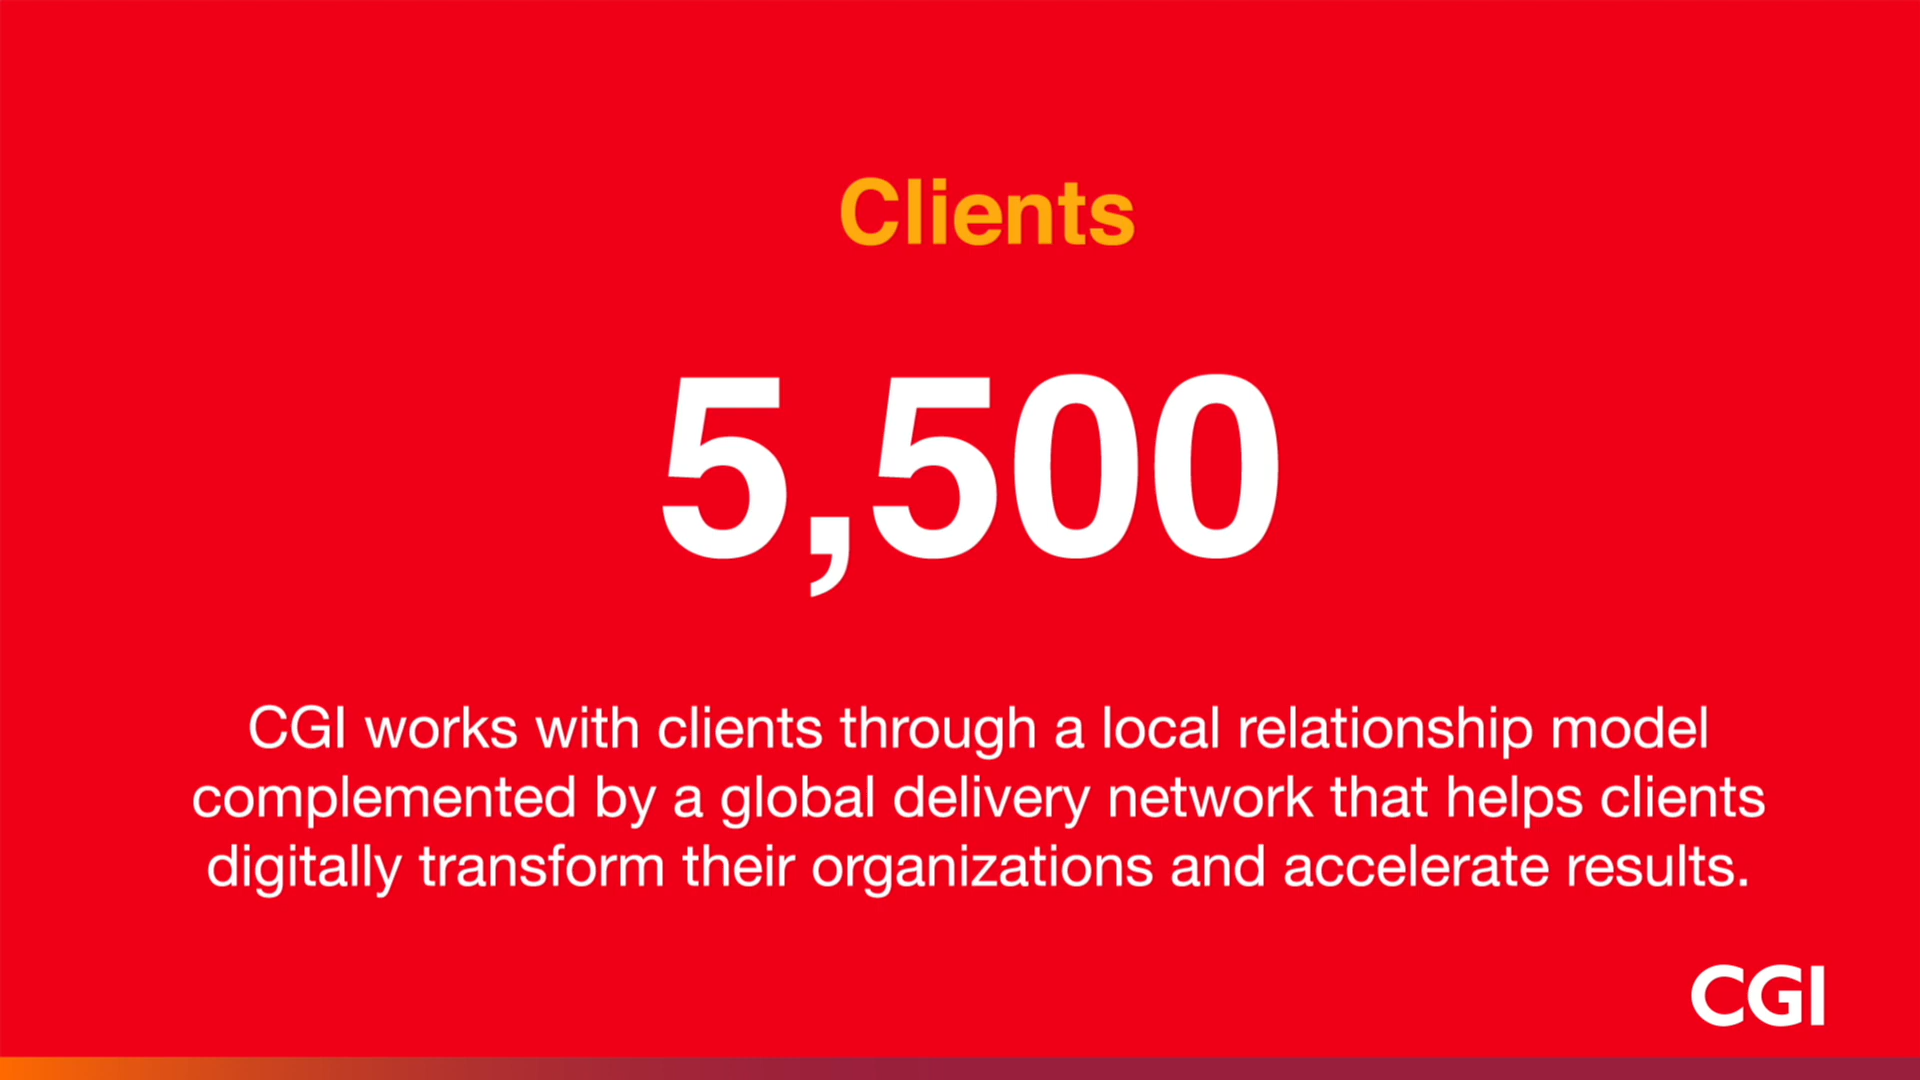 Clients
5,500
CGI works with clients through a local relationship model
complemented by a global delivery network that helps clients
digitally transform their organizations and accelerate results.
CGI